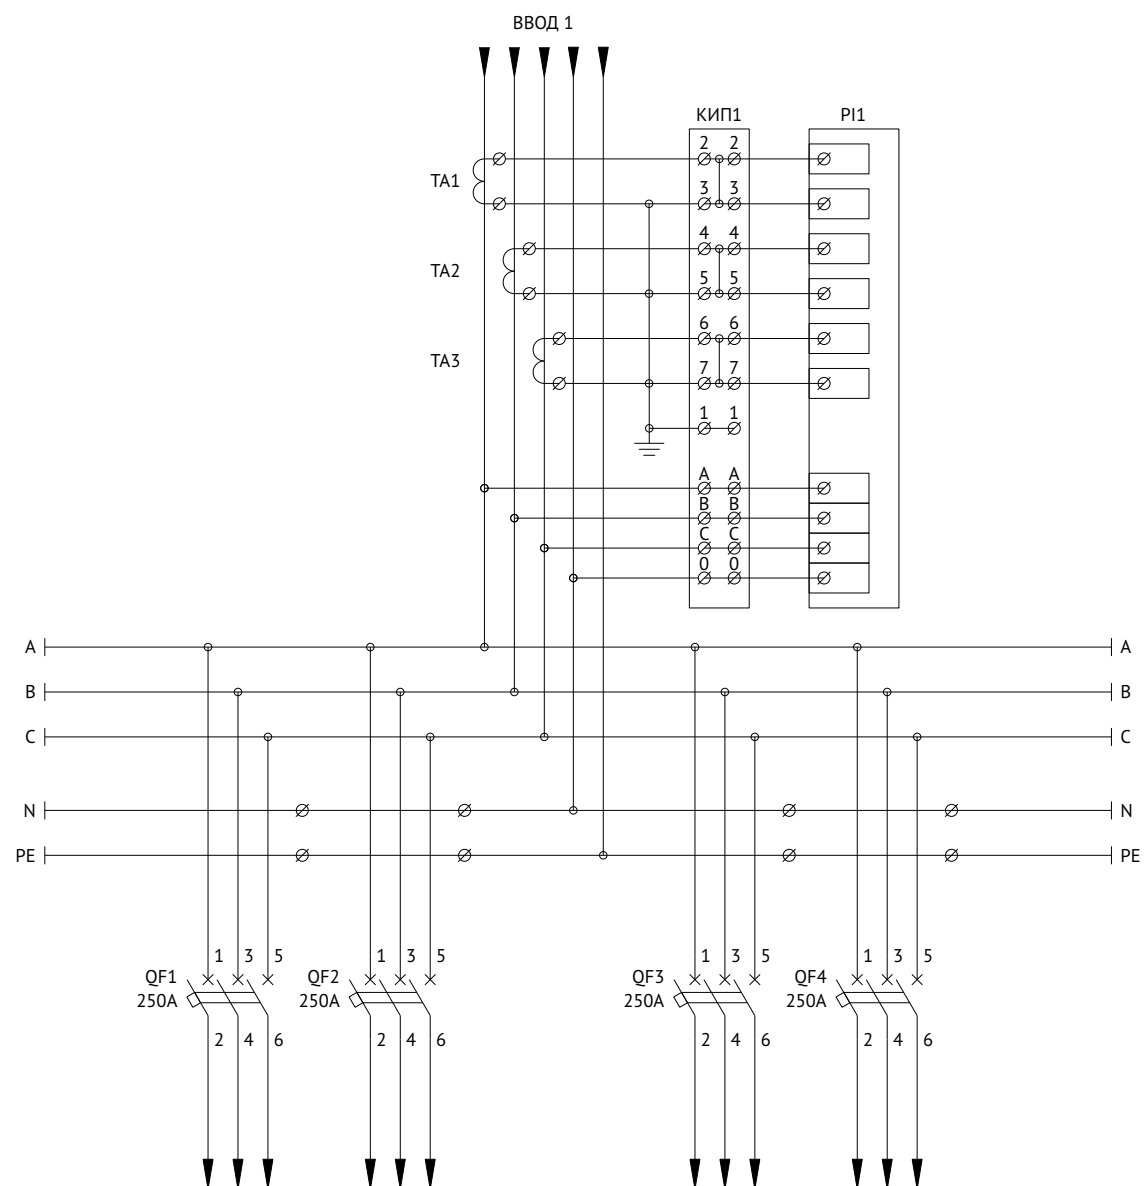 ВВОД 1
КИП1 PI1
2 2
TA1
3 3
4 4
TA2
5 5
6 6
TA3
7 7
1 1
A A
B B
C C
0 0
A A
B B
C C
N N
PE PE
1 3 5 1 3 5 1 3 5 1 3 5
QF1 QF2 QF3 QF4
250A 250A 250A 250A
2 4 6 2 4 6 2 4 6 2 4 6